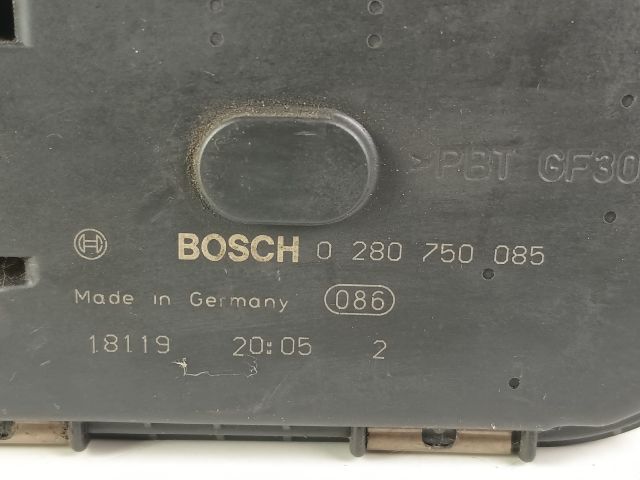 >PBT GF30
BOSCH 0 280 750 085
Made in Germany 086
18119 20:05 2